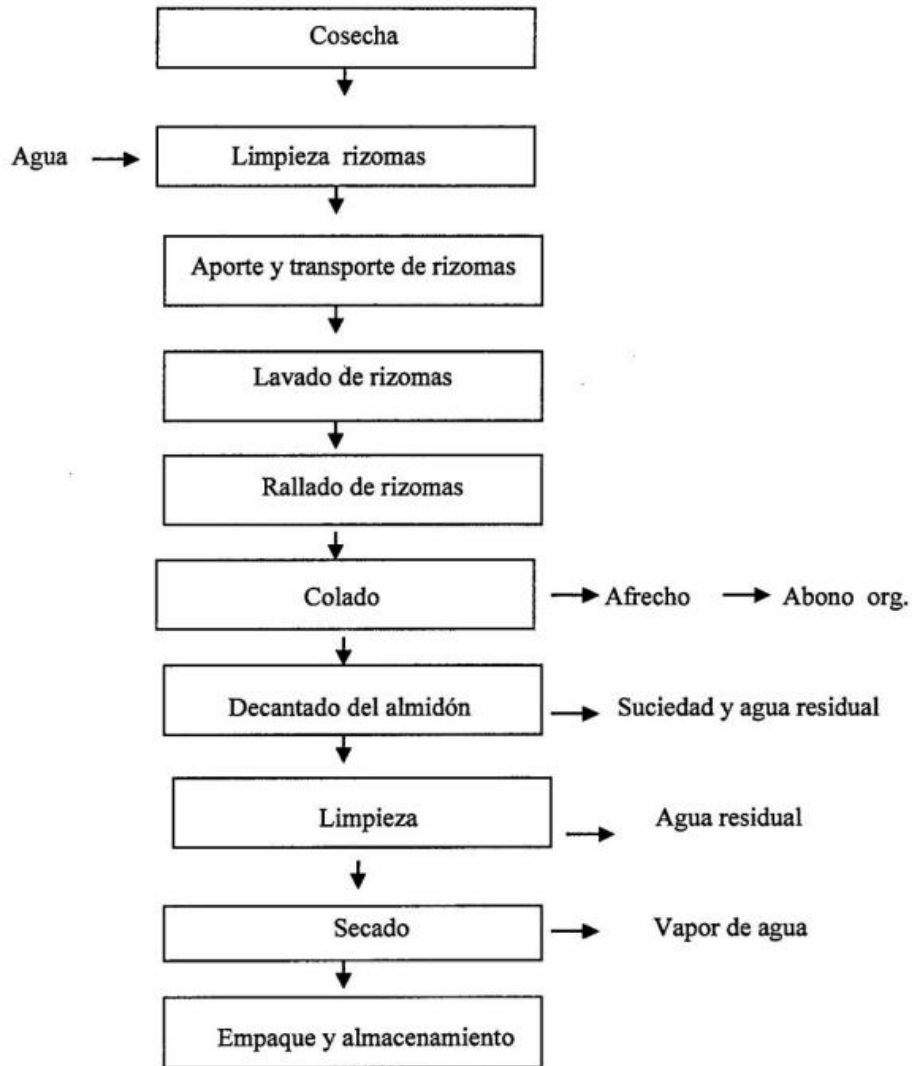 Cosecha
Agua
Limpieza rizomas
Aporte y transporte de rizomas
Lavado de rizomas
Rallado de rizomas
Colado
Afrecho
Abono org.
Decantado del almidón
Suciedad y agua residual
Limpieza
Agua residual
Secado
Vapor de agua
Empaque y almacenamiento